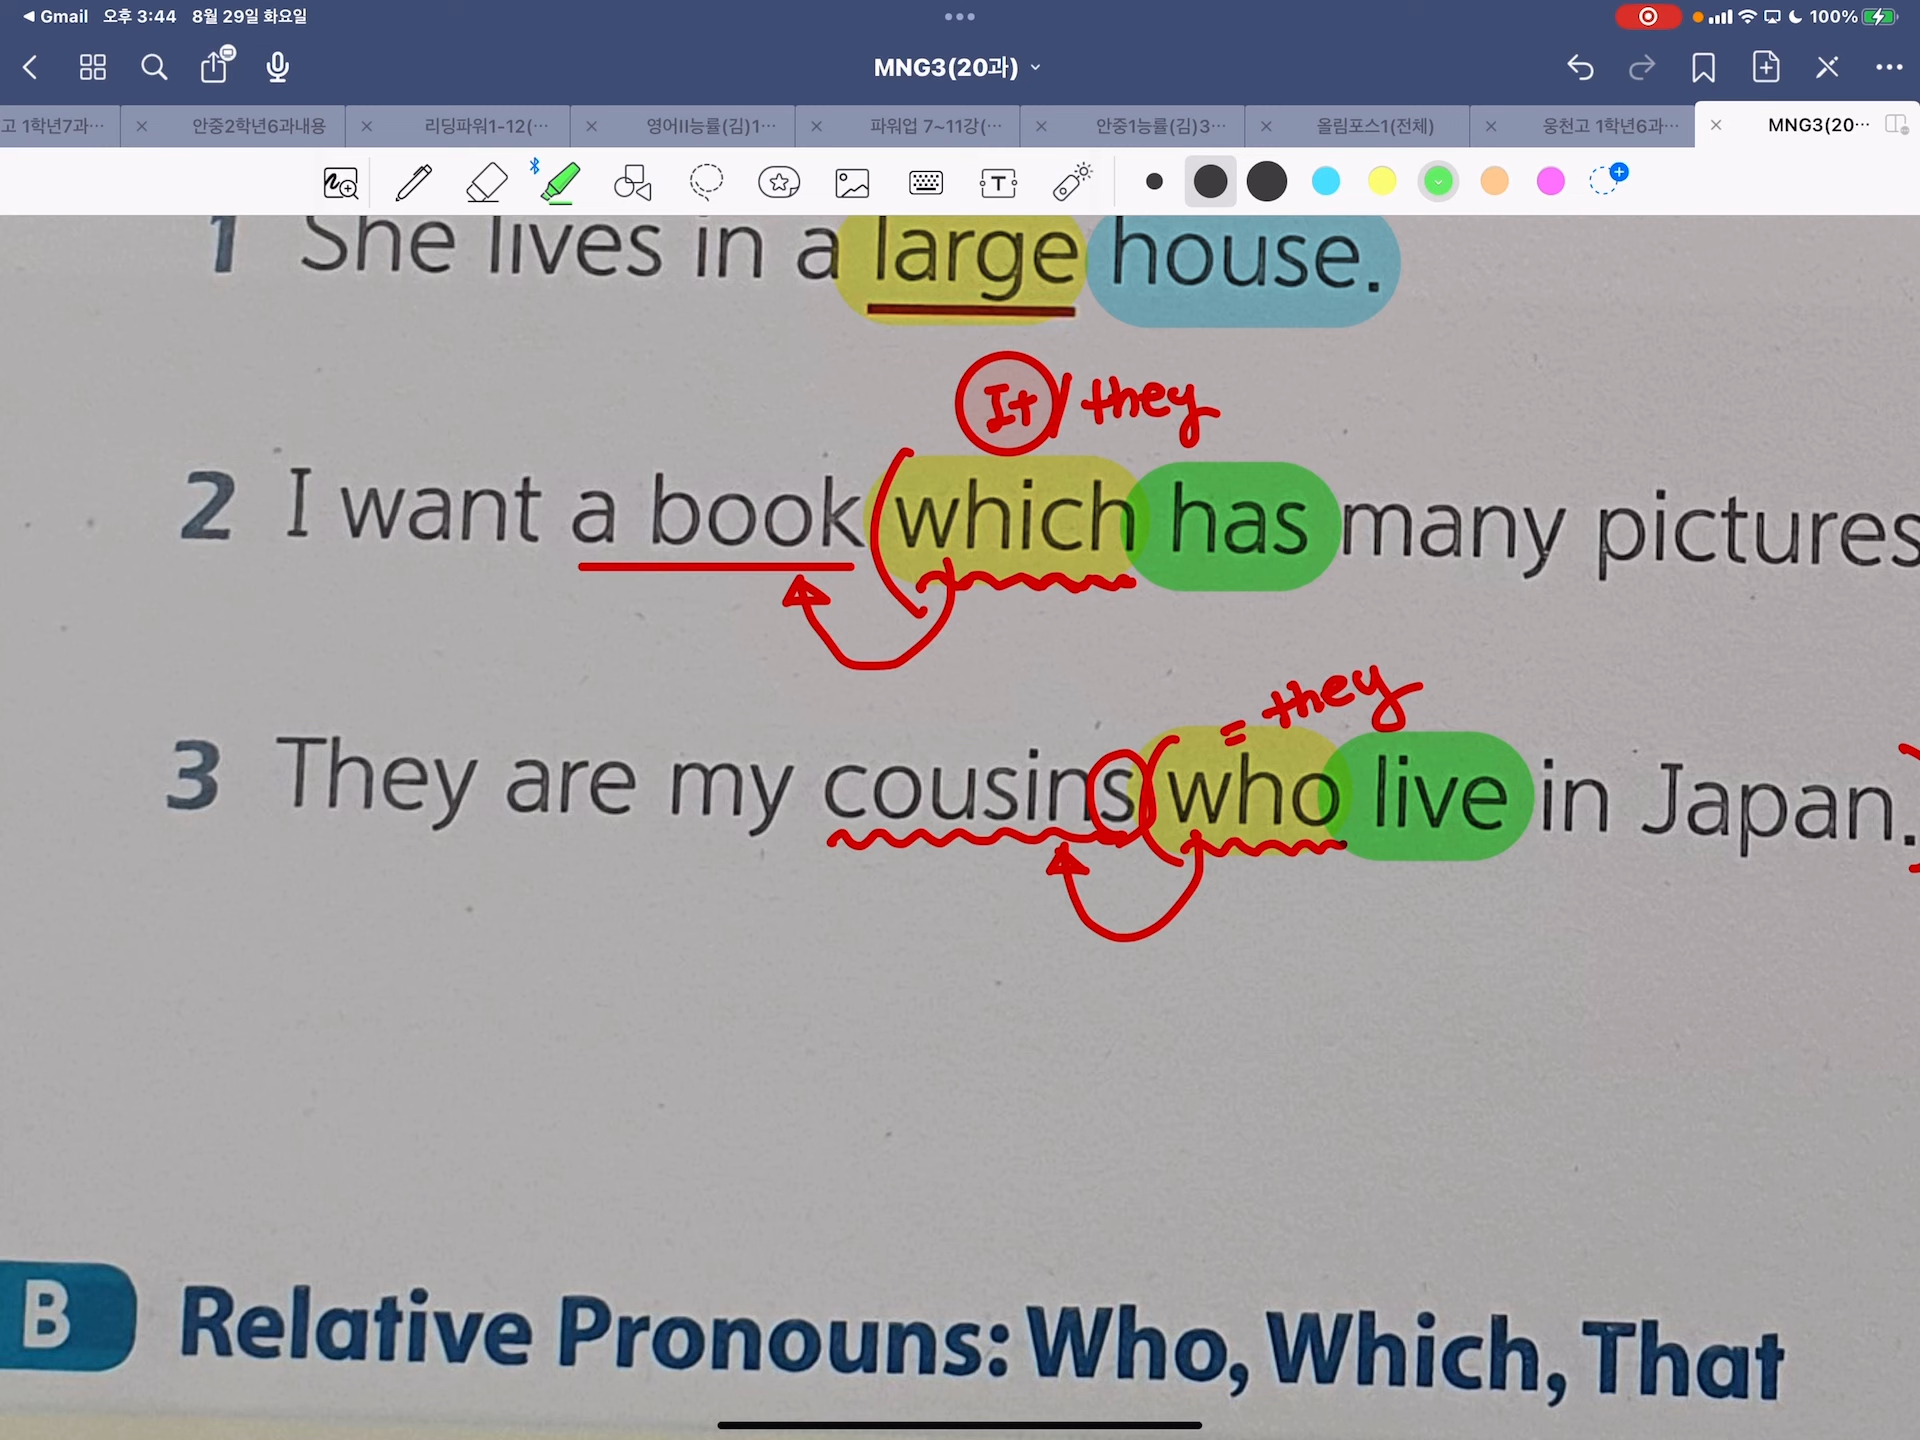 Gmail 오후 3:44 8월 29일 화요일 100%
MNG3(20과)
고 1학년7과… 안중2학년6과내용 리딩파워1-12(… 영어II능률(김)1… 파워업 7~11강(… 안중1능률(김)3… 올림포스1(전체) 웅천고 1학년6과… MNG3(20…
1 She lives in a large house.
It / they
2 I want a book (which has many pictures
= they
3 They are my cousins (who live in Japan.)
B Relative Pronouns: Who, Which, That